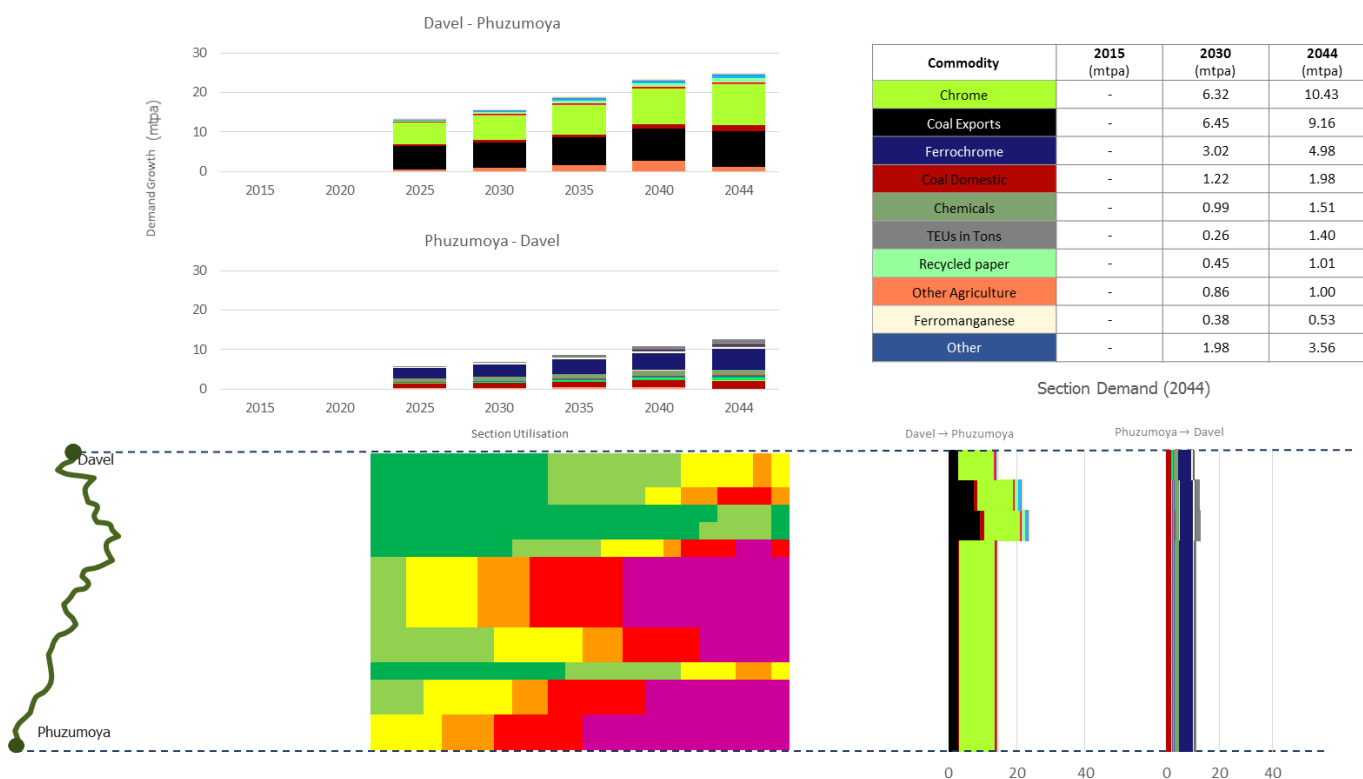 Davel - Phuzumoya
30
20
10
0
2015 2020 2025 2030 2035 2040 2044
Demand Growth (mtpa)
Phuzumoya - Davel
30
20
10
0
2015 2020 2025 2030 2035 2040 2044
Commodity 2015 (mtpa) 2030 (mtpa) 2044 (mtpa)
Chrome - 6.32 10.43
Coal Exports - 6.45 9.16
Ferrochrome - 3.02 4.98
Coal Domestic - 1.22 1.98
Chemicals - 0.99 1.51
TEUs in Tons - 0.26 1.40
Recycled paper - 0.45 1.01
Other Agriculture - 0.86 1.00
Ferromanganese - 0.38 0.53
Other - 1.98 3.56
Section Demand (2044)
Section Utilisation
Davel → Phuzumoya
Phuzumoya → Davel
Davel
Phuzumoya
0 20 40
0 20 40